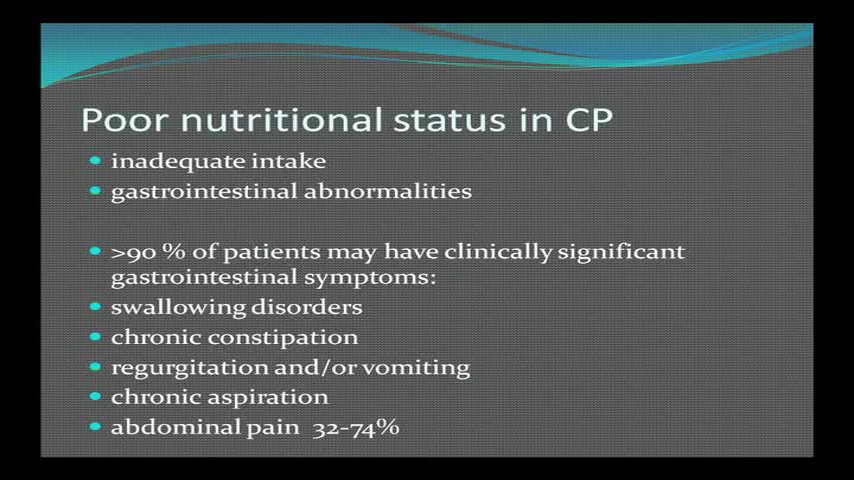 Poor nutritional status in CP
• inadequate intake
• gastrointestinal abnormalities
• >90 % of patients may have clinically significant
gastrointestinal symptoms:
• swallowing disorders
• chronic constipation
• regurgitation and/or vomiting
• chronic aspiration
• abdominal pain 32-74%